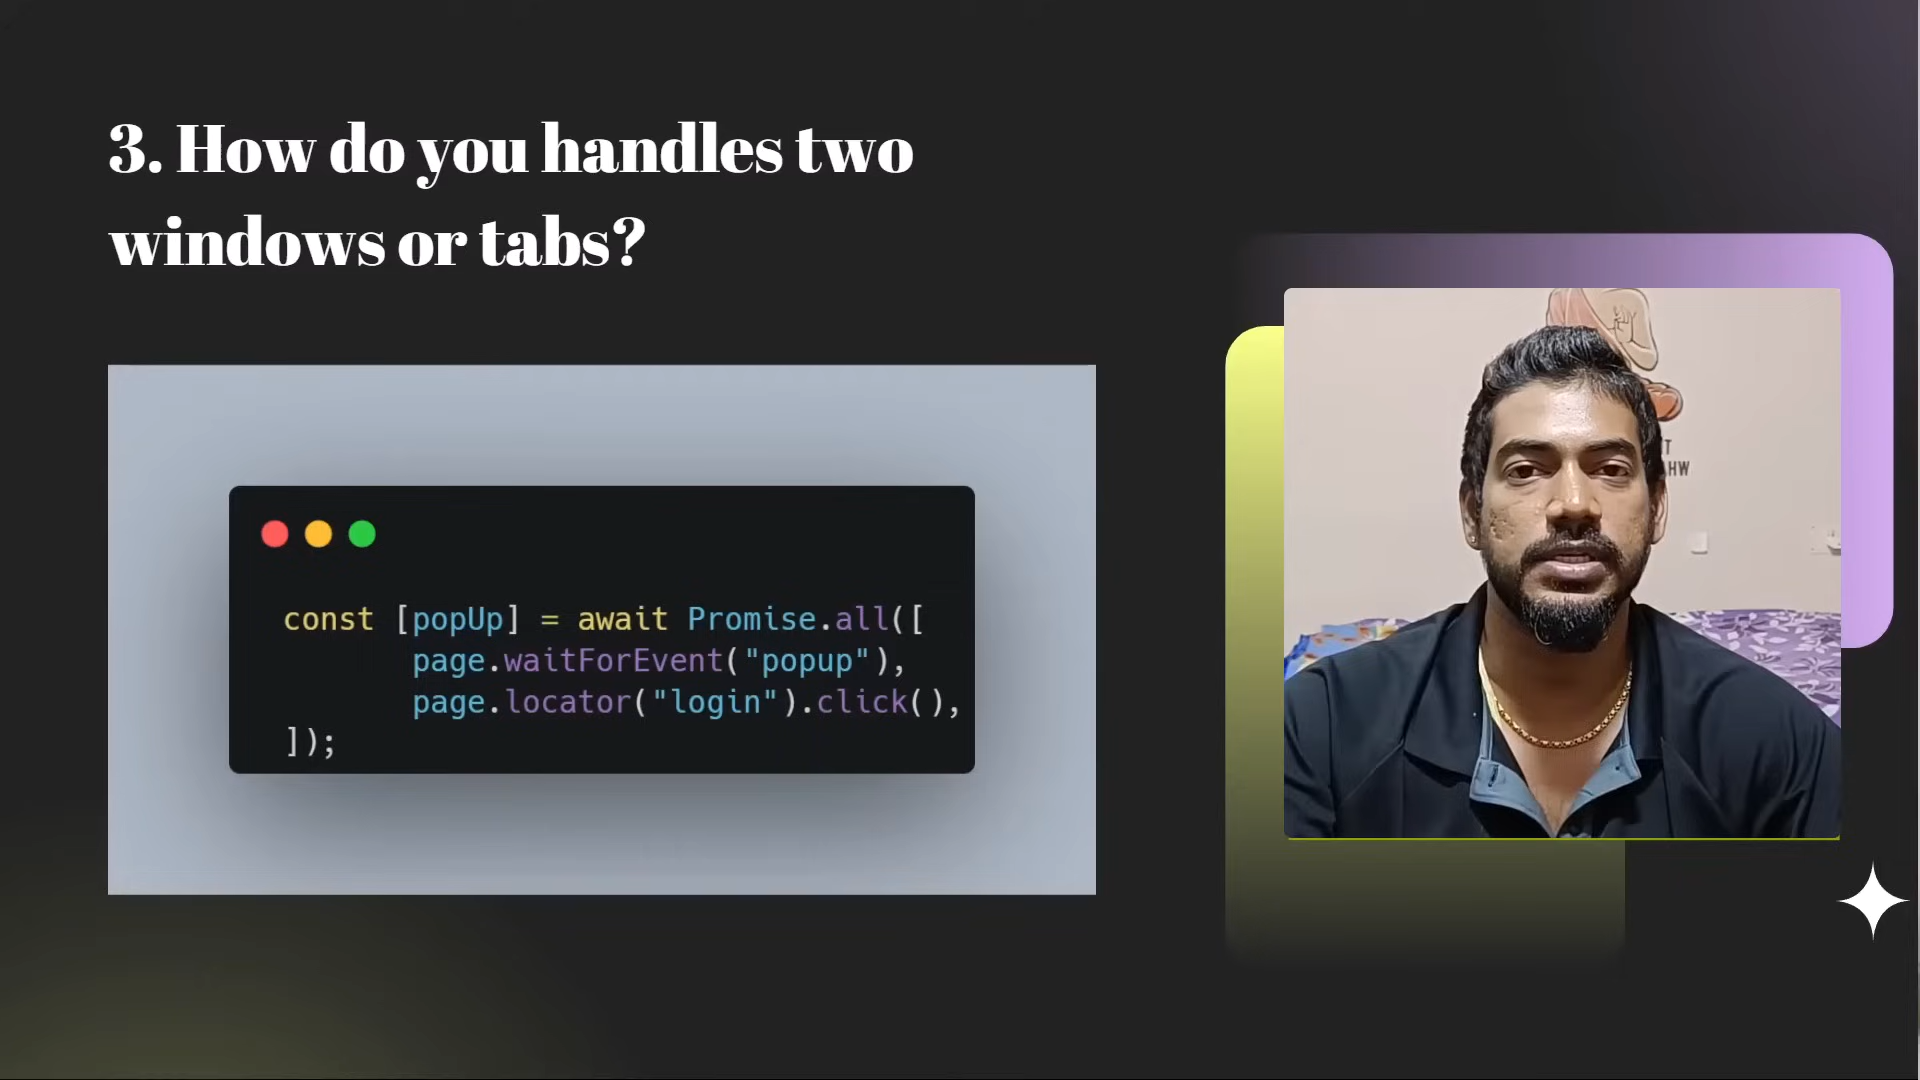 3. How do you handles two
windows or tabs?
const [popUp] = await Promise.all([
page.waitForEvent("popup"),
page.locator("login").click(),
]);